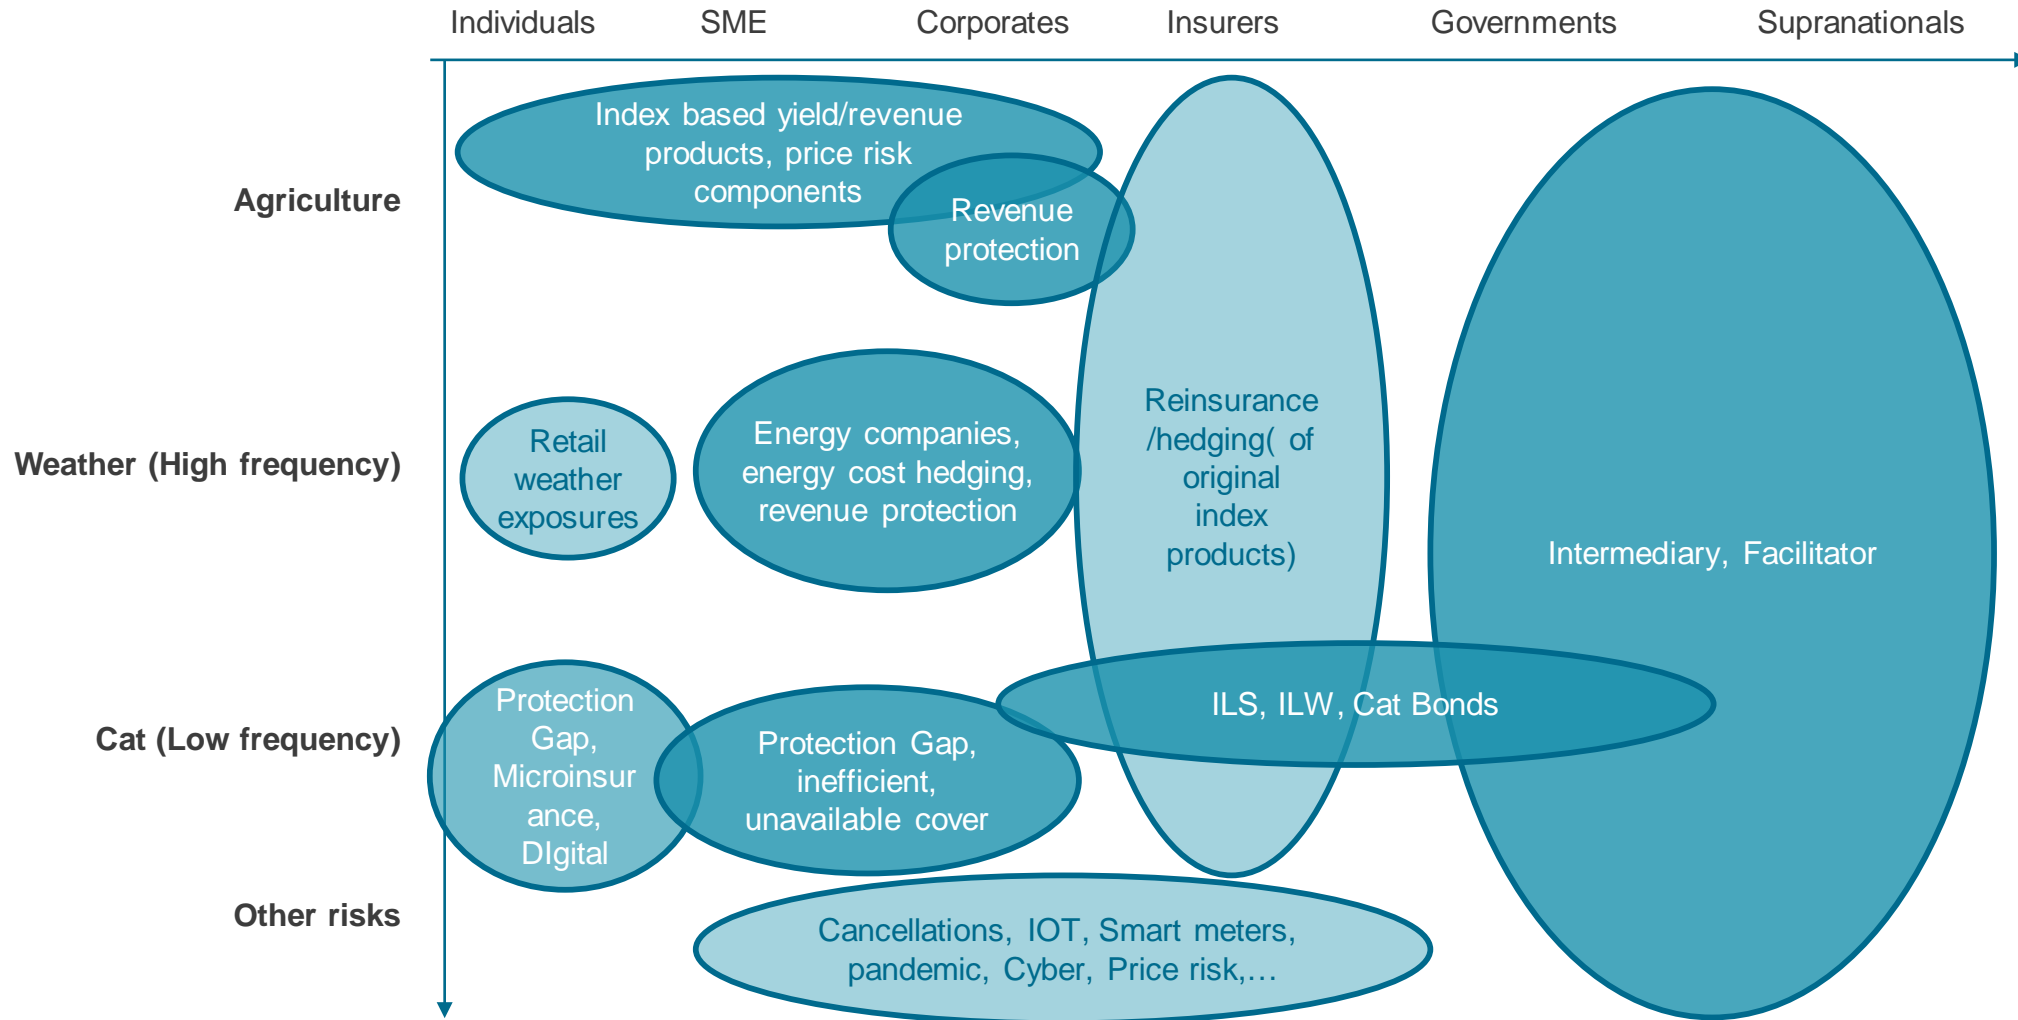 Individuals
SME
Corporates
Insurers
Governments
Supranationals
Agriculture
Index based yield/revenue
products, price risk
components
Revenue
protection
Weather (High frequency)
Retail
weather
exposures
Energy companies,
energy cost hedging,
revenue protection
Reinsurance
/hedging( of
original
index
products)
Intermediary, Facilitator
Cat (Low frequency)
Protection
Gap,
Microinsur
ance,
DIgital
Protection Gap,
inefficient,
unavailable cover
ILS, ILW, Cat Bonds
Other risks
Cancellations, IOT, Smart meters,
pandemic, Cyber, Price risk,…